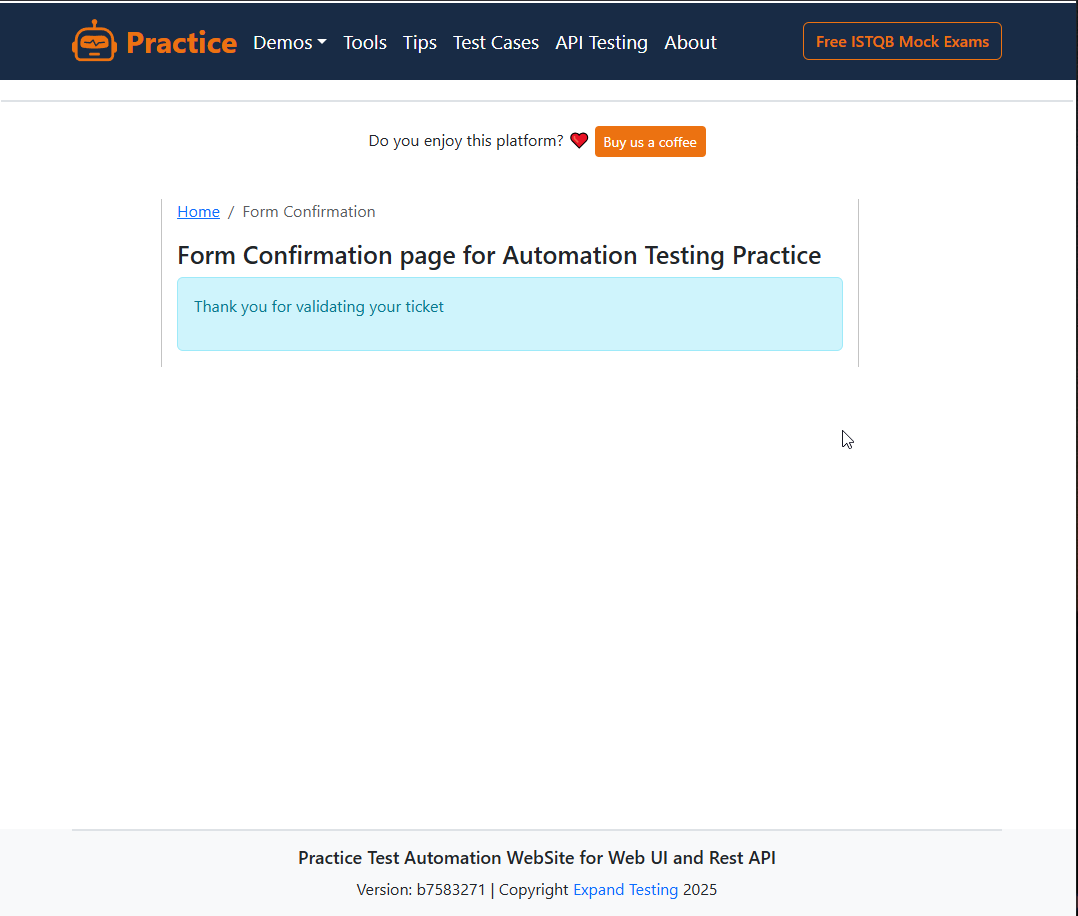 Practice Demos Tools Tips Test Cases API Testing About Free ISTQB Mock Exams
Do you enjoy this platform? Buy us a coffee
Home / Form Confirmation
Form Confirmation page for Automation Testing Practice
Thank you for validating your ticket
Practice Test Automation WebSite for Web UI and Rest API
Version: b7583271 | Copyright Expand Testing 2025